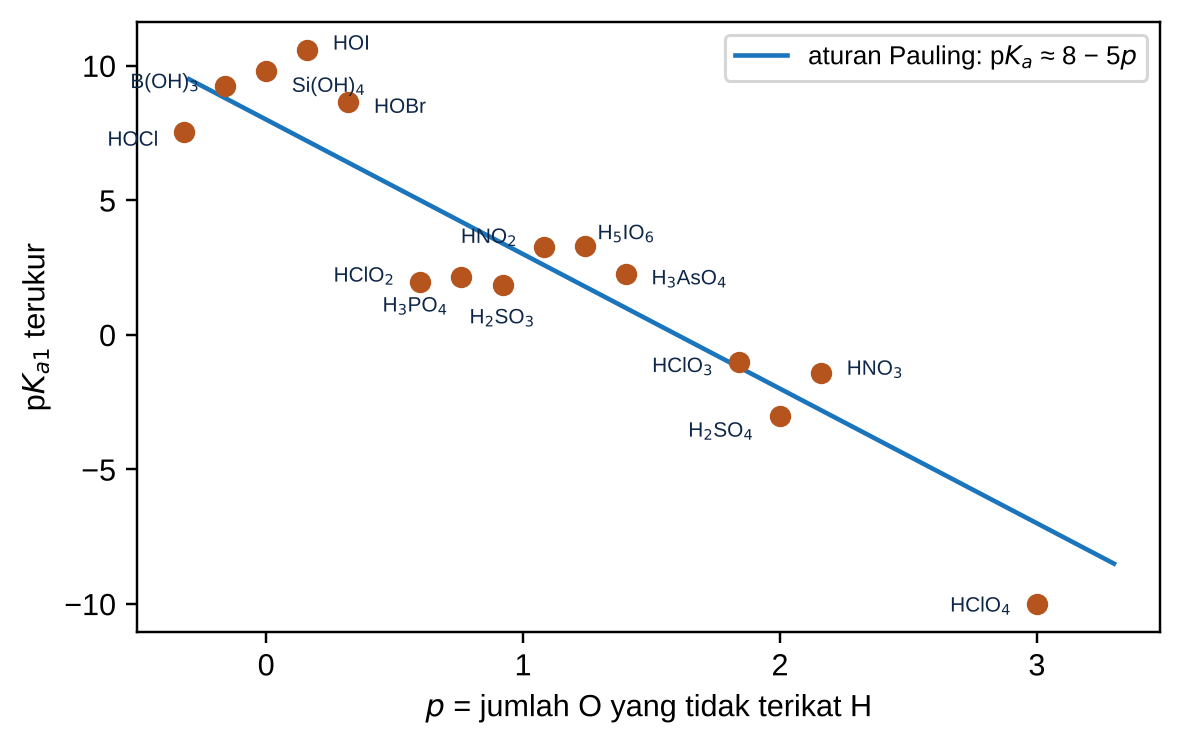 aturan Pauling: pKₐ ≈ 8 − 5p
HOI
B(OH)₃
Si(OH)₄
HOBr
HOCl
HNO₂
H₅IO₆
HClO₂
H₃AsO₄
H₃PO₄
H₂SO₃
HClO₃
HNO₃
H₂SO₄
HClO₄
10
5
0
−5
−10
pKₐ₁ terukur
0 1 2 3
p = jumlah O yang tidak terikat H